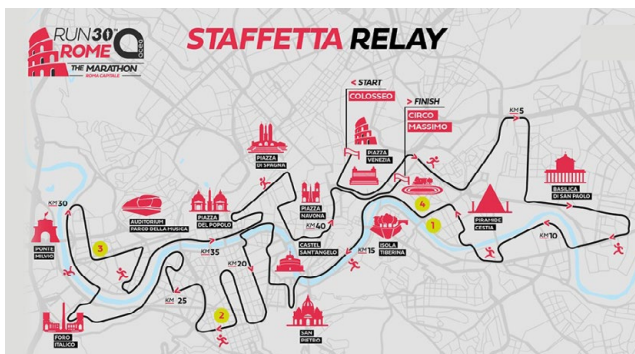 RUN30°
ROME
ACEA
THE MARATHON
ROMA CAPITALE
STAFFETTA RELAY
< START
COLOSSEO
> FINISH
CIRCO
MASSIMO
KM 5
PIAZZA
DI SPAGNA
PIAZZA
VENEZIA
BASILICA
DI SAN PAOLO
KM 30
AUDITORIUM
PARCO DELLA MUSICA
PIAZZA
DEL POPOLO
PIAZZA
NAVONA
4
PIRAMIDE
CESTIA
PUNTE
MILVIO
KM 40
1
3
KM 35
CASTEL
SANT'ANGELO
KM 15
ISOLA
TIBERINA
KM 10
KM 20
KM 25
2
FORO
ITALICO
SAN
PIETRO